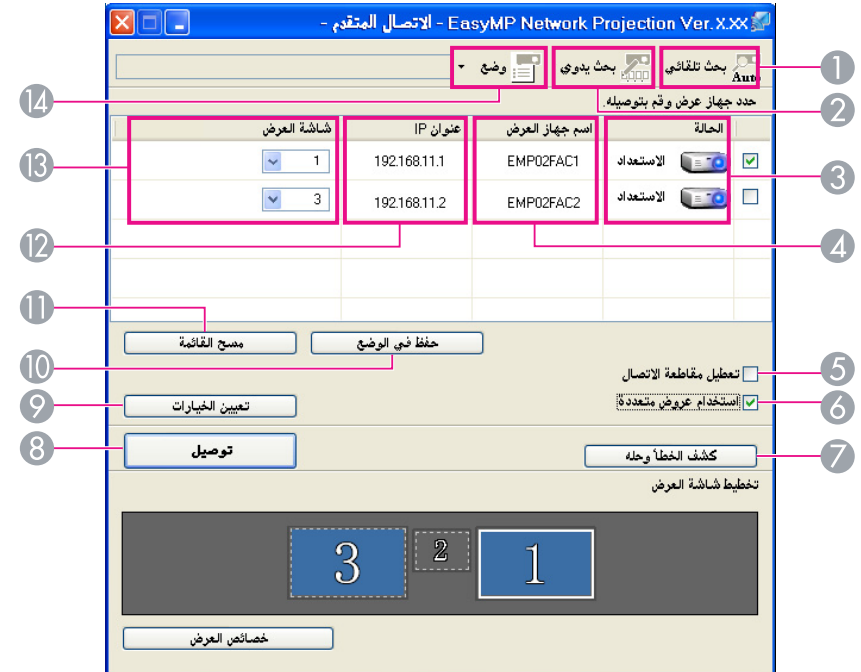 EasyMP Network Projection Ver.X.XX - الاتصال المتقدم -
بحث تلقائي Auto بحث يدوي وضع
1
2
14
حدد جهاز عرض وقم بتوصيله.
الحالة اسم جهاز العرض عنوان IP شاشة العرض
الاستعداد EMP02FAC1 192.168.11.1 1
13
3
الاستعداد EMP02FAC2 192.168.11.2 3
12
4
11
حفظ في الوضع مسح القائمة
10
تعطيل مقاطعة الاتصال
5
استخدام عروض متعددة
6
تعيين الخيارات
9
توصيل
8
كشف الخطأ وحله
7
تخطيط شاشة العرض
3 2 1
خصائص العرض